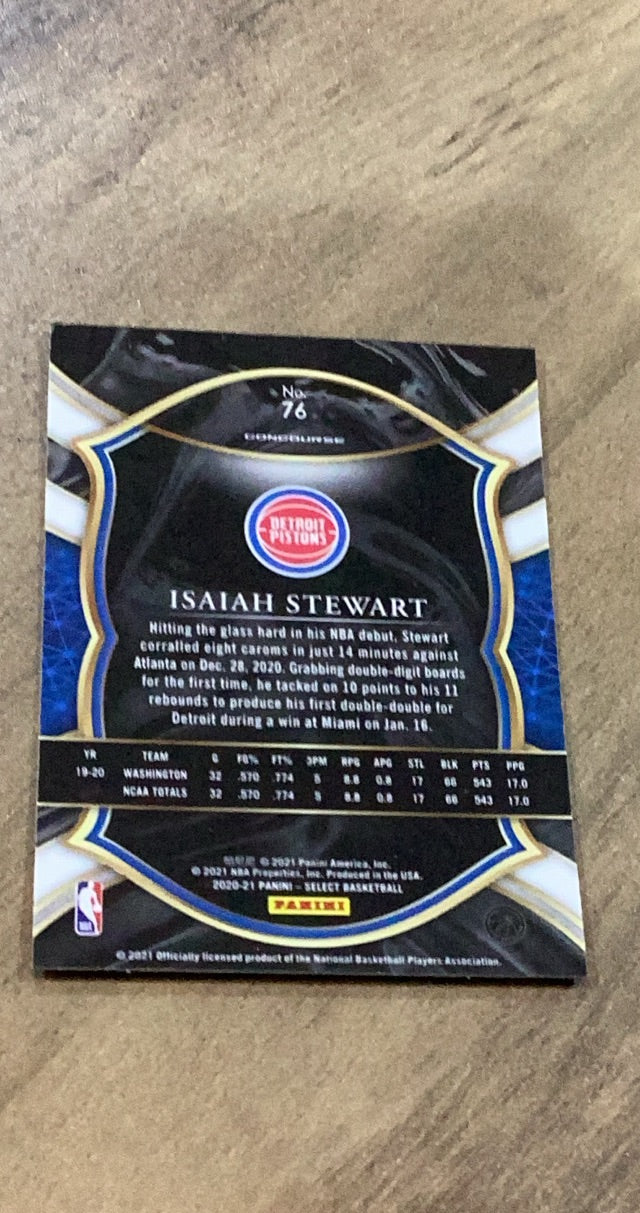 No.
76
CONCOURSE
DETROIT
PISTONS
ISAIAH STEWART
Hitting the glass hard in his NBA debut, Stewart
corralled eight caroms in just 14 minutes against
Atlanta on Dec. 28, 2020. Grabbing double-digit boards
for the first time, he tacked on 10 points to his 11
rebounds to produce his first double-double for
Detroit during a win at Miami on Jan. 16.
YR TEAM G FG% FT% 3PM RPG APG STL BLK PTS PPG
19-20 WASHINGTON 32 .570 .774 5 8.8 0.8 17 66 543 17.0
NCAA TOTALS 32 .570 .774 5 8.8 0.8 17 66 543 17.0
© 2021 Panini America, Inc.
© 2021 NBA Properties, Inc. Produced in the USA.
2020-21 PANINI – SELECT BASKETBALL
PANINI
© 2021 Officially licensed product of the National Basketball Players Association.